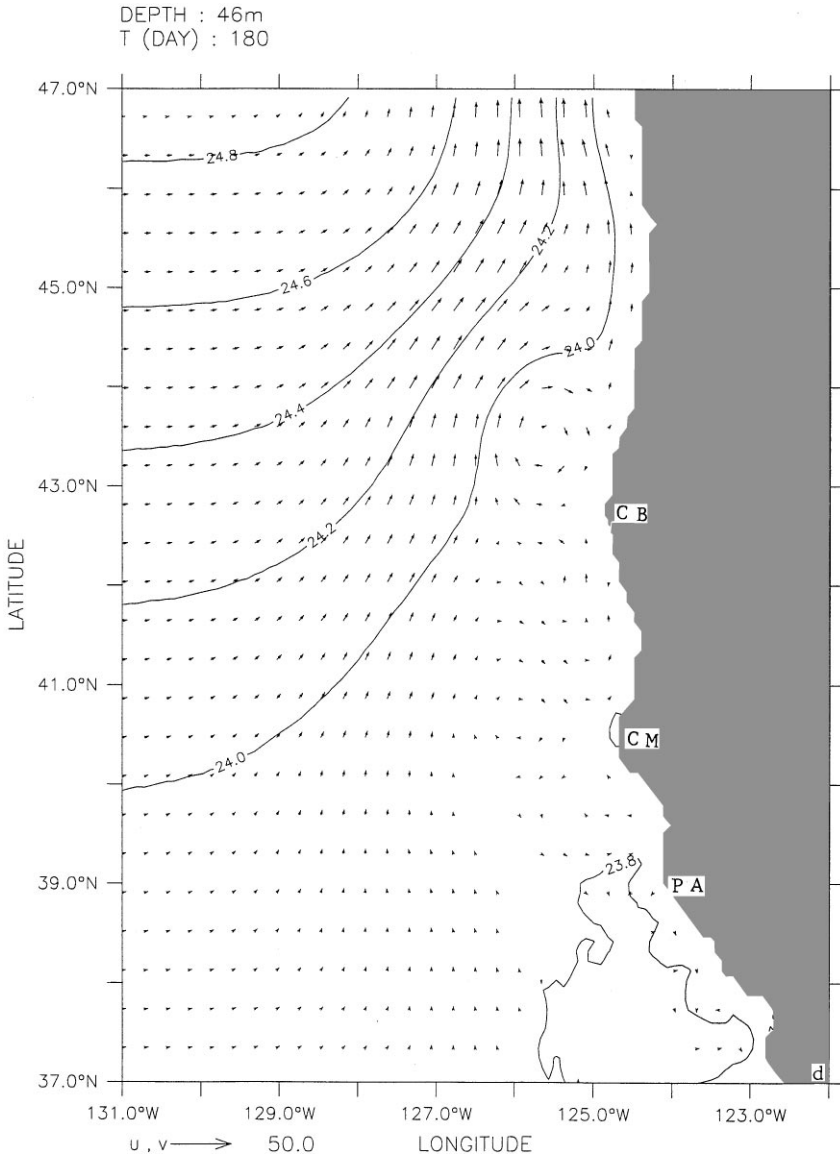 DEPTH : 46m
T (DAY) : 180
47.0°N
24.8
24.2
45.0°N
24.6
24.0
24.4
43.0°N
C B
24.2
LATITUDE
41.0°N
C M
24.0
23.8
39.0°N
P A
d
37.0°N
131.0°W 129.0°W 127.0°W 125.0°W 123.0°W
u , v 50.0 LONGITUDE